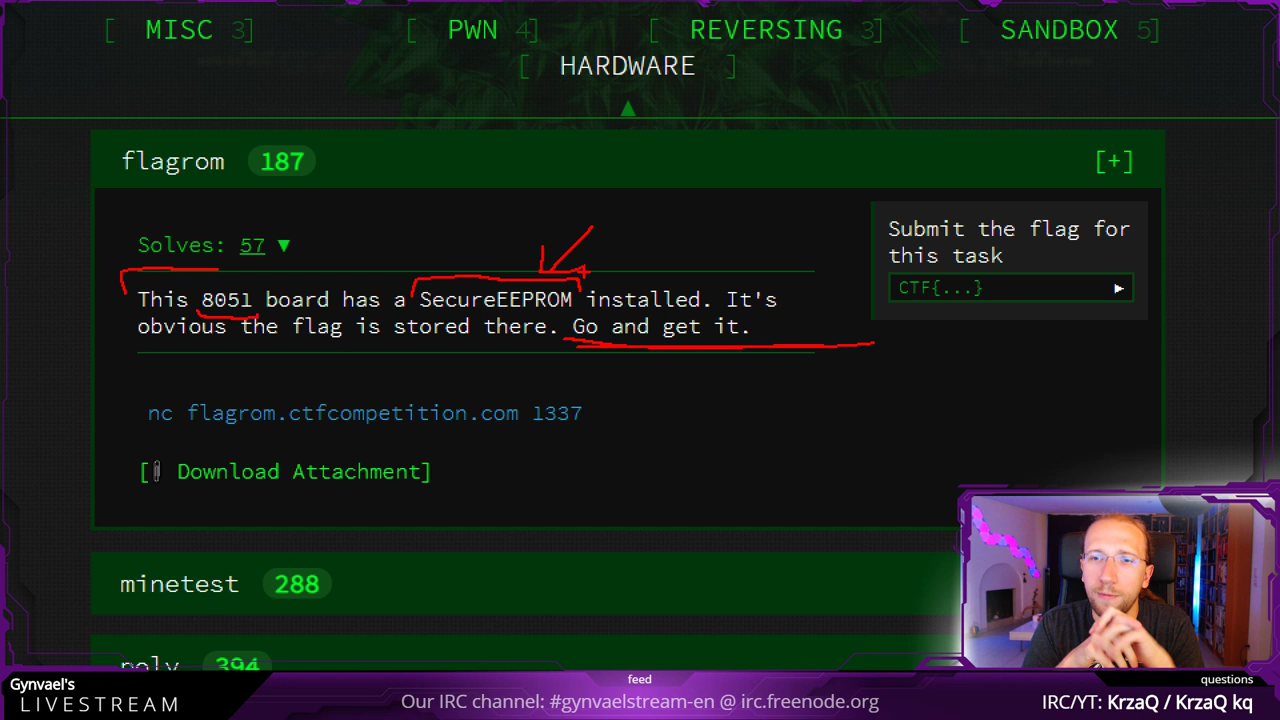 [ MISC 3] [ PWN 4] [ REVERSING 3] [ SANDBOX 5]
[ HARDWARE ]
▲
flagrom 187 [+]
Solves: 57 ▼
This 8051 board has a SecureEEPROM installed. It's
obvious the flag is stored there. Go and get it.
nc flagrom.ctfcompetition.com 1337
[ Download Attachment]
Submit the flag for
this task
CTF{...} ►
minetest 288
poly 394
Gynvael's
LIVESTREAM
feed
Our IRC channel: #gynvaelstream-en @ irc.freenode.org
questions
IRC/YT: KrzaQ / KrzaQ kq